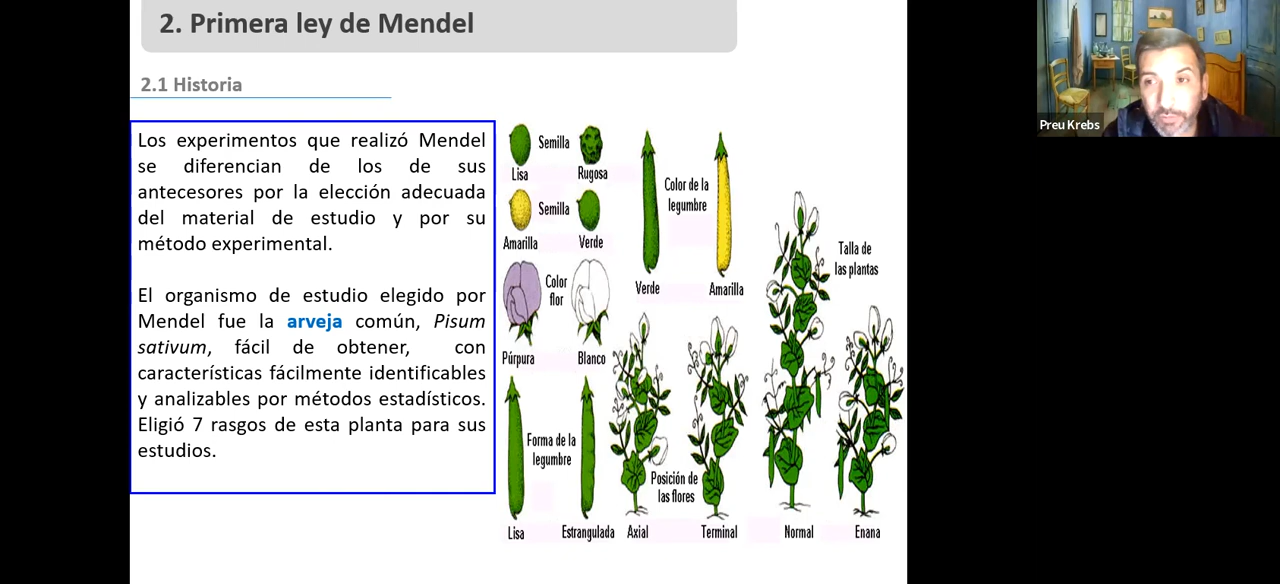 2. Primera ley de Mendel
2.1 Historia
Los experimentos que realizó Mendel
se diferencian de los de sus
antecesores por la elección adecuada
del material de estudio y por su
método experimental.
El organismo de estudio elegido por
Mendel fue la arveja común, Pisum
sativum, fácil de obtener, con
características fácilmente identificables
y analizables por métodos estadísticos.
Eligió 7 rasgos de esta planta para sus
estudios.
Semilla
Lisa
Rugosa
Semilla
Amarilla
Verde
Color
flor
Púrpura
Blanco
Forma de la
legumbre
Lisa
Estrangulada
Color de la
legumbre
Verde
Amarilla
Posición de
las flores
Axial
Terminal
Talla de
las plantas
Normal
Enana
Preu Krebs